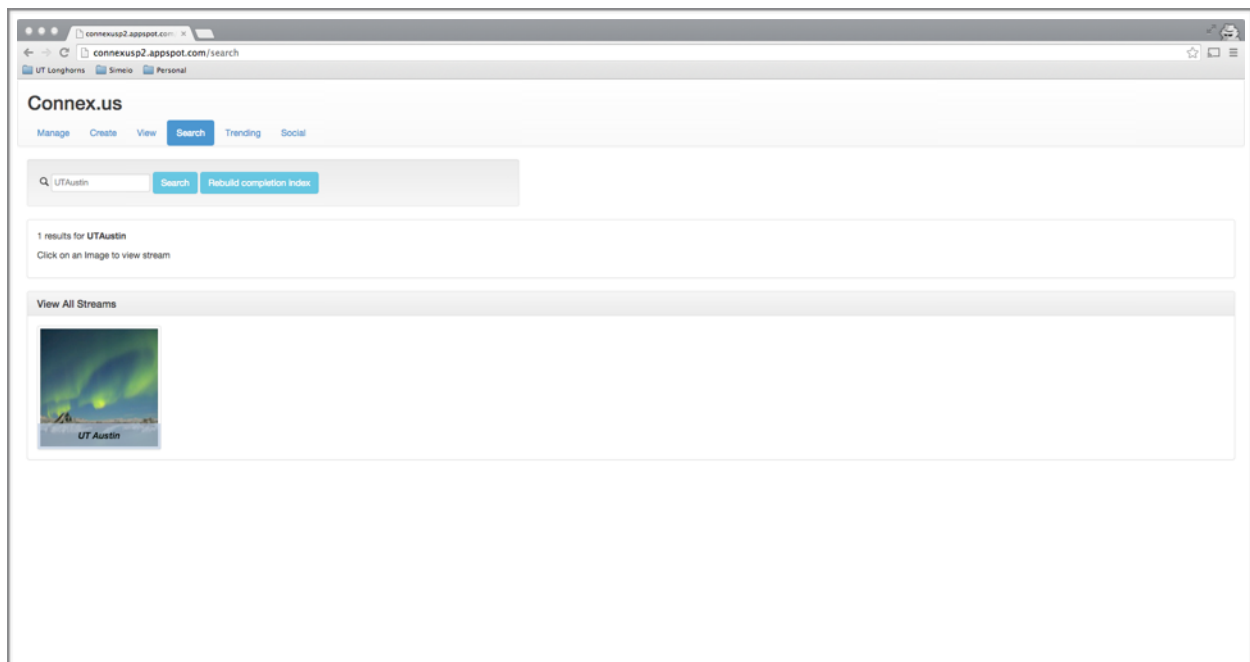 connexusp2.appspot.com/
connexusp2.appspot.com/search
UT Longhorns Simeio Personal
Connex.us
Manage Create View Search Trending Social
UTAustin Search Rebuild completion index
1 results for UTAustin
Click on an Image to view stream
View All Streams
UT Austin